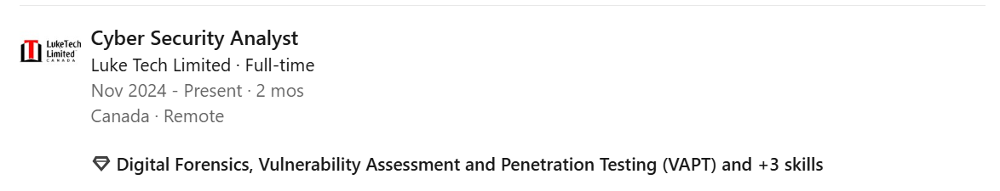 LukeTech
Limited
CANADA
Cyber Security Analyst
Luke Tech Limited · Full-time
Nov 2024 - Present · 2 mos
Canada · Remote
Digital Forensics, Vulnerability Assessment and Penetration Testing (VAPT) and +3 skills